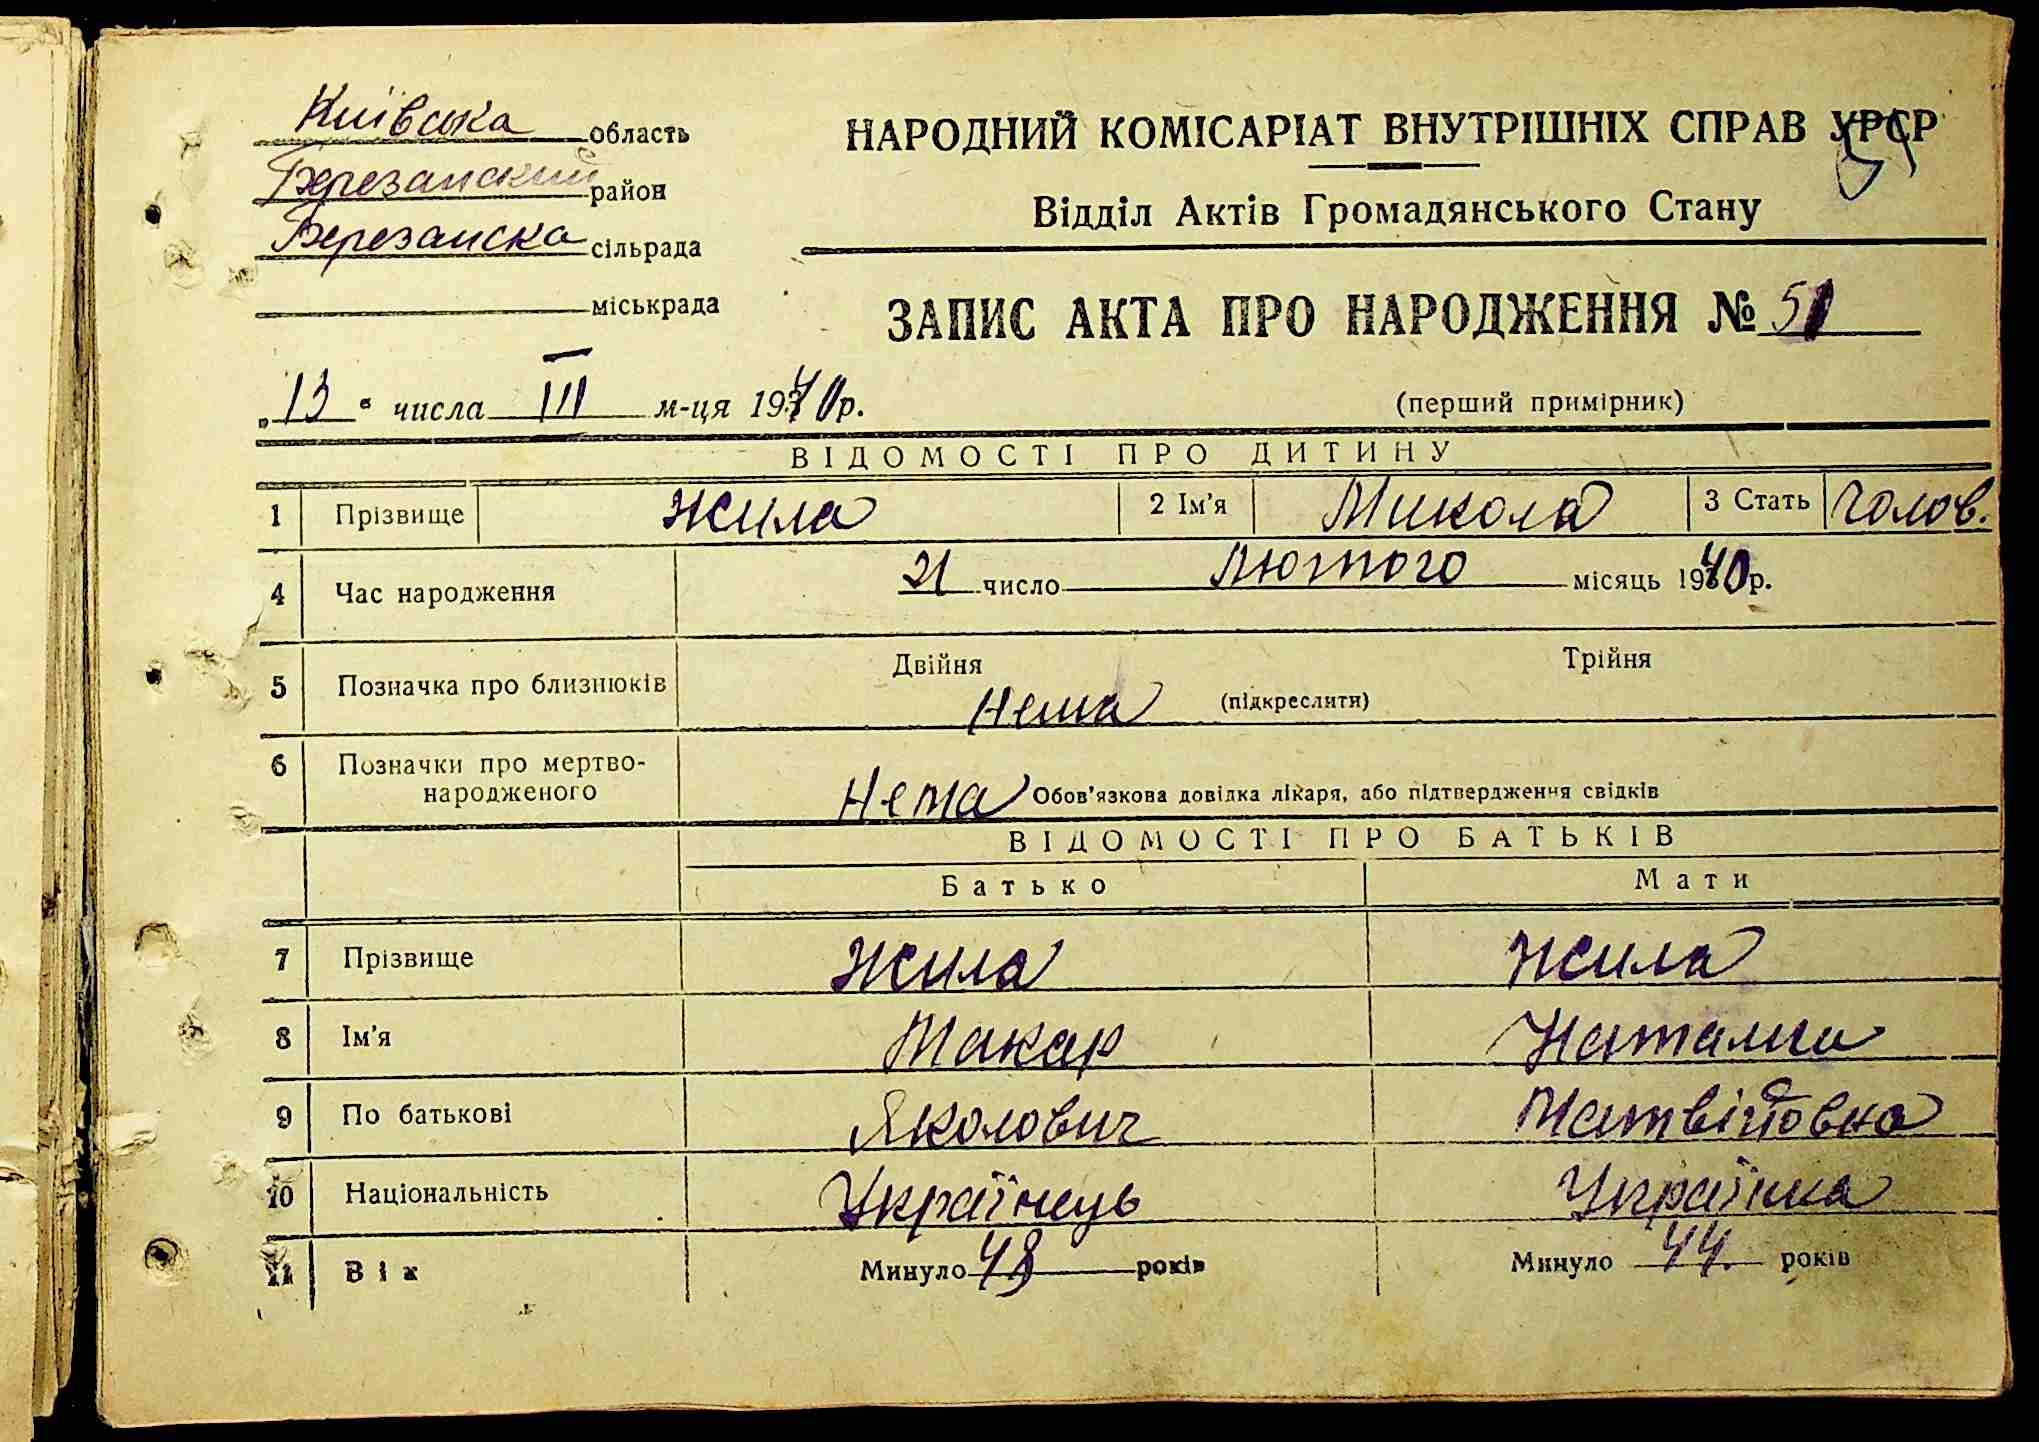 Київська область
НАРОДНИЙ КОМІСАРІАТ ВНУТРІШНІХ СПРАВ УРСР
Березанський район
Відділ Актів Громадянського Стану
Березанска сільрада
міськрада
ЗАПИС АКТА ПРО НАРОДЖЕННЯ № 51
„13“ числа III м-ця 1940р.
(перший примірник)
ВІДОМОСТІ ПРО ДИТИНУ
1 Прізвище Жила 2 Ім'я Микола 3 Стать Чолов.
4 Час народження 21 число Лютого місяць 1940р.
5 Позначка про близнюків Двійня Трійня
Нема (підкреслити)
6 Позначки про мертво-
народженого Нема Обов'язкова довідка лікаря, або підтвердження свідків
ВІДОМОСТІ ПРО БАТЬКІВ
Батько Мати
7 Прізвище Жила Жила
8 Ім'я Макар Наталка
9 По батькові Яколович Матвійовна
10 Національність Українець Українка
11 Вік Минуло 48 років Минуло 44. років